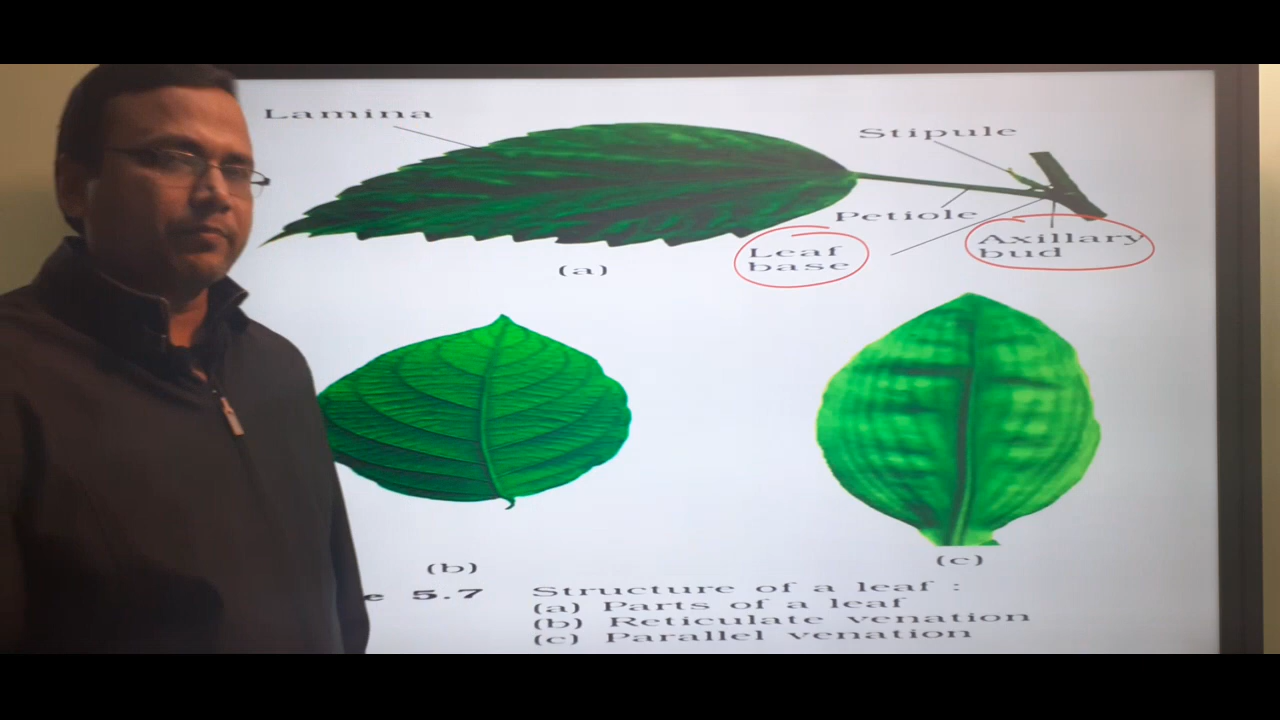 Lamina
Stipule
Petiole
Leaf
base
Axillary
bud
(a)
(b)
(c)
e 5.7 Structure of a leaf :
(a) Parts of a leaf
(b) Reticulate venation
(c) Parallel venation